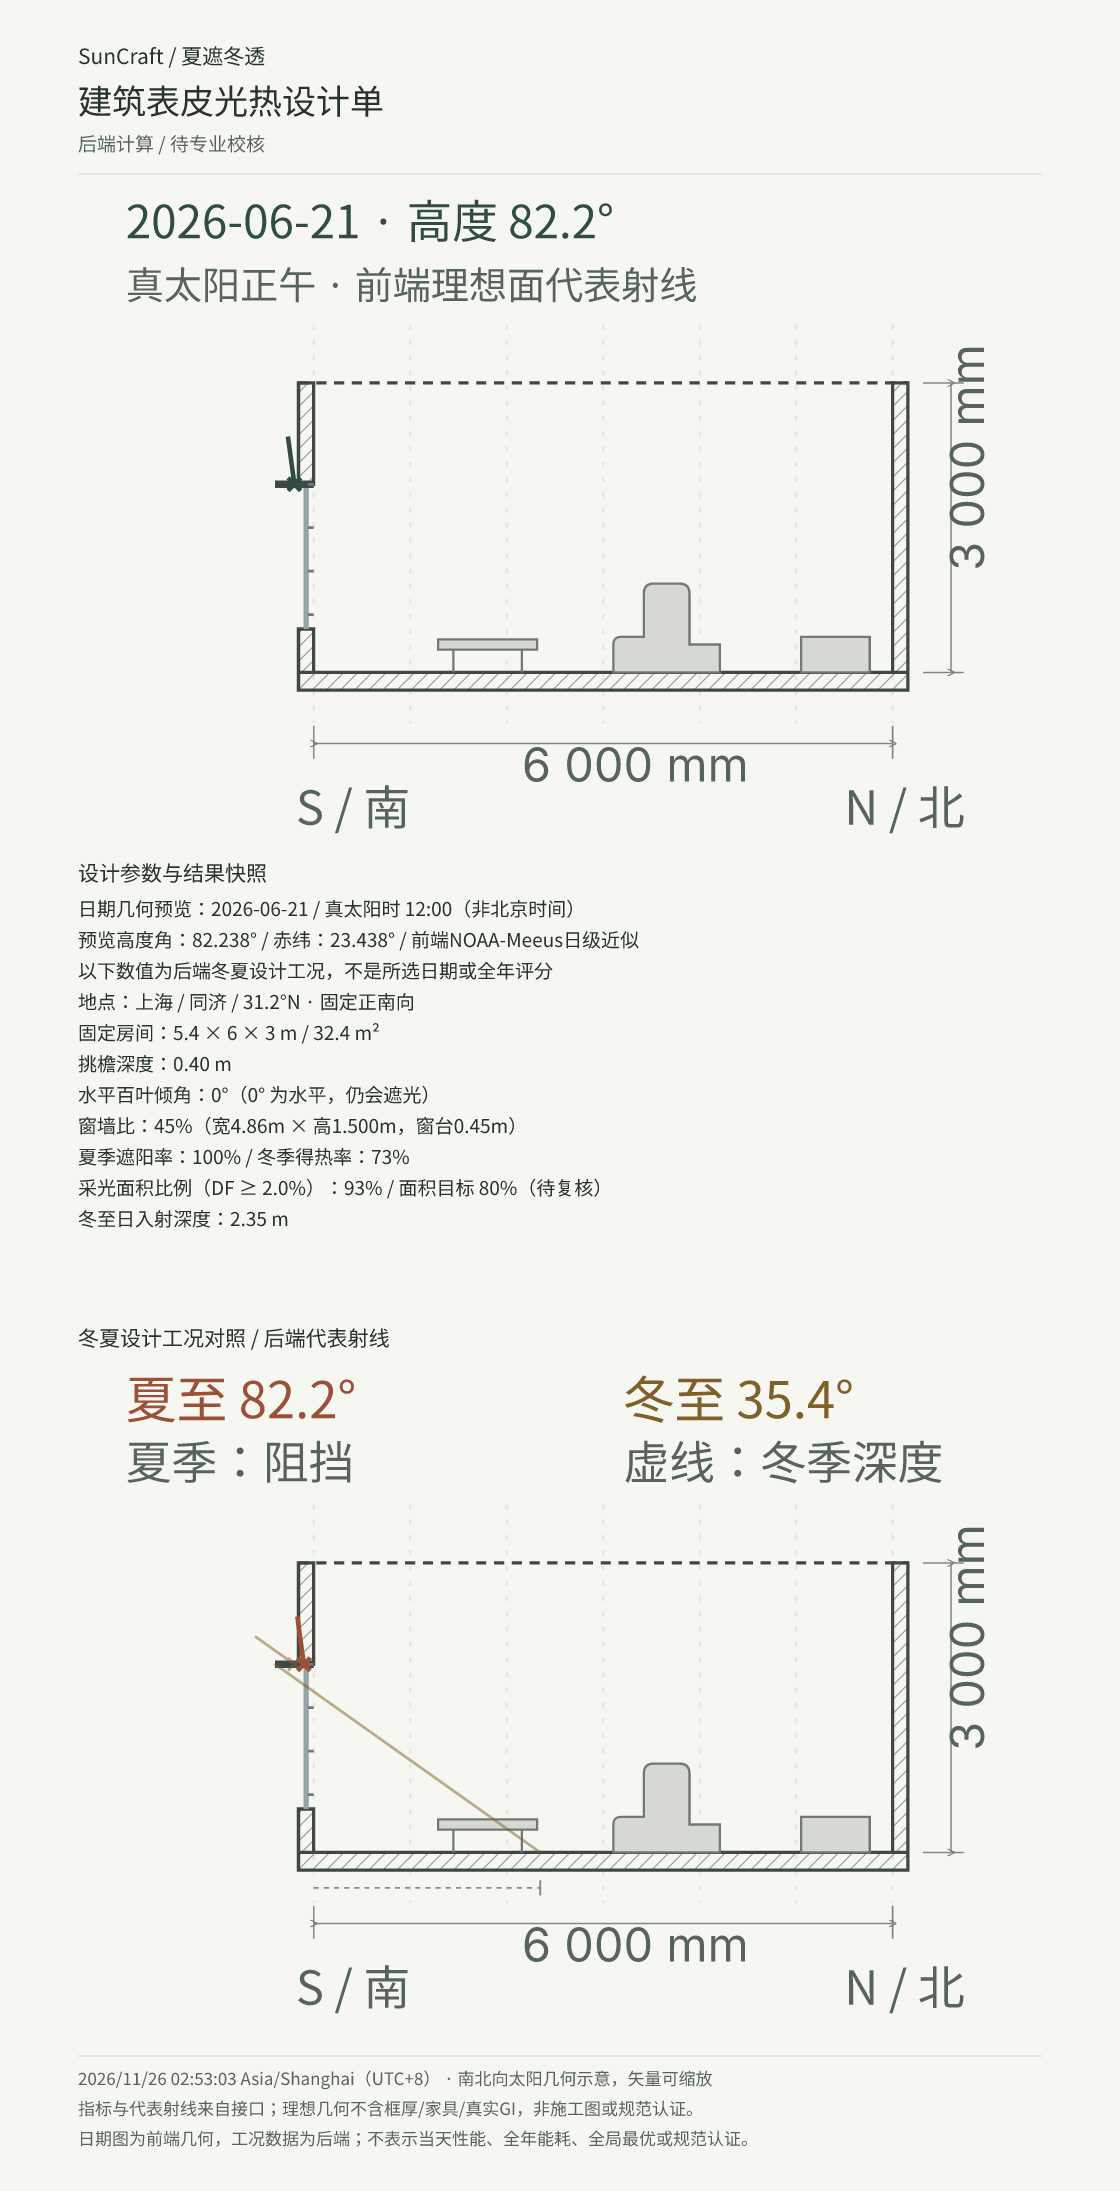 SunCraft / 夏遮冬透
建筑表皮光热设计单
后端计算 / 待专业校核
2026-06-21 · 高度 82.2°
真太阳正午 · 前端理想面代表射线
3 000 mm
6 000 mm
S / 南
N / 北
设计参数与结果快照
日期几何预览：2026-06-21 / 真太阳时 12:00（非北京时间）
预览高度角：82.238° / 赤纬：23.438° / 前端NOAA-Meeus日级近似
以下数值为后端冬夏设计工况，不是所选日期或全年评分
地点：上海 / 同济 / 31.2°N · 固定正南向
固定房间：5.4 × 6 × 3 m / 32.4 m²
挑檐深度：0.40 m
水平百叶倾角：0°（0° 为水平，仍会遮光）
窗墙比：45%（宽4.86m × 高1.500m，窗台0.45m）
夏季遮阳率：100% / 冬季得热率：73%
采光面积比例（DF ≥ 2.0%）：93% / 面积目标 80%（待复核）
冬至日入射深度：2.35 m
冬夏设计工况对照 / 后端代表射线
夏至 82.2°
冬至 35.4°
夏季：阻挡
虚线：冬季深度
3 000 mm
6 000 mm
S / 南
N / 北
2026/11/26 02:53:03 Asia/Shanghai（UTC+8） · 南北向太阳几何示意，矢量可缩放
指标与代表射线来自接口；理想几何不含框厚/家具/真实GI，非施工图或规范认证。
日期图为前端几何，工况数据为后端；不表示当天性能、全年能耗、全局最优或规范认证。